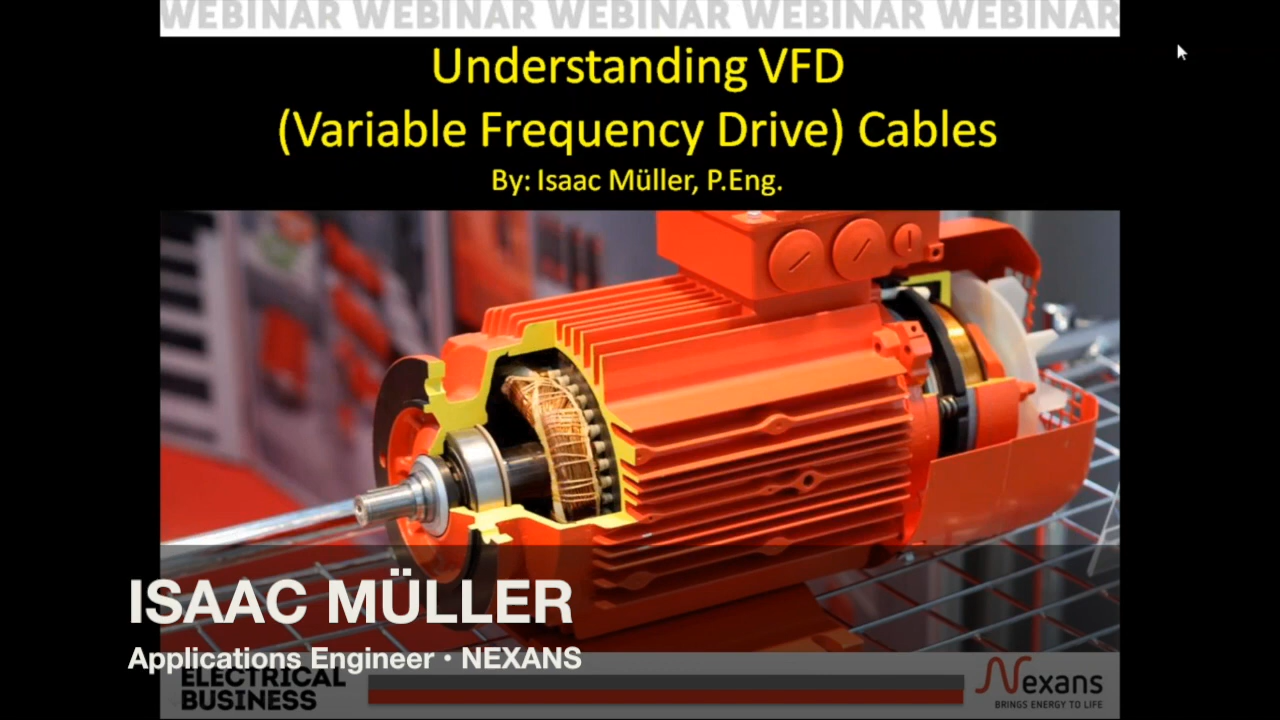 WEBINAR WEBINAR WEBINAR WEBINAR WEBINAR WEBINAR
Understanding VFD
(Variable Frequency Drive) Cables
By: Isaac Müller, P.Eng.
ISAAC MÜLLER
Applications Engineer • NEXANS
ELECTRICAL
BUSINESS
Nexans
BRINGS ENERGY TO LIFE